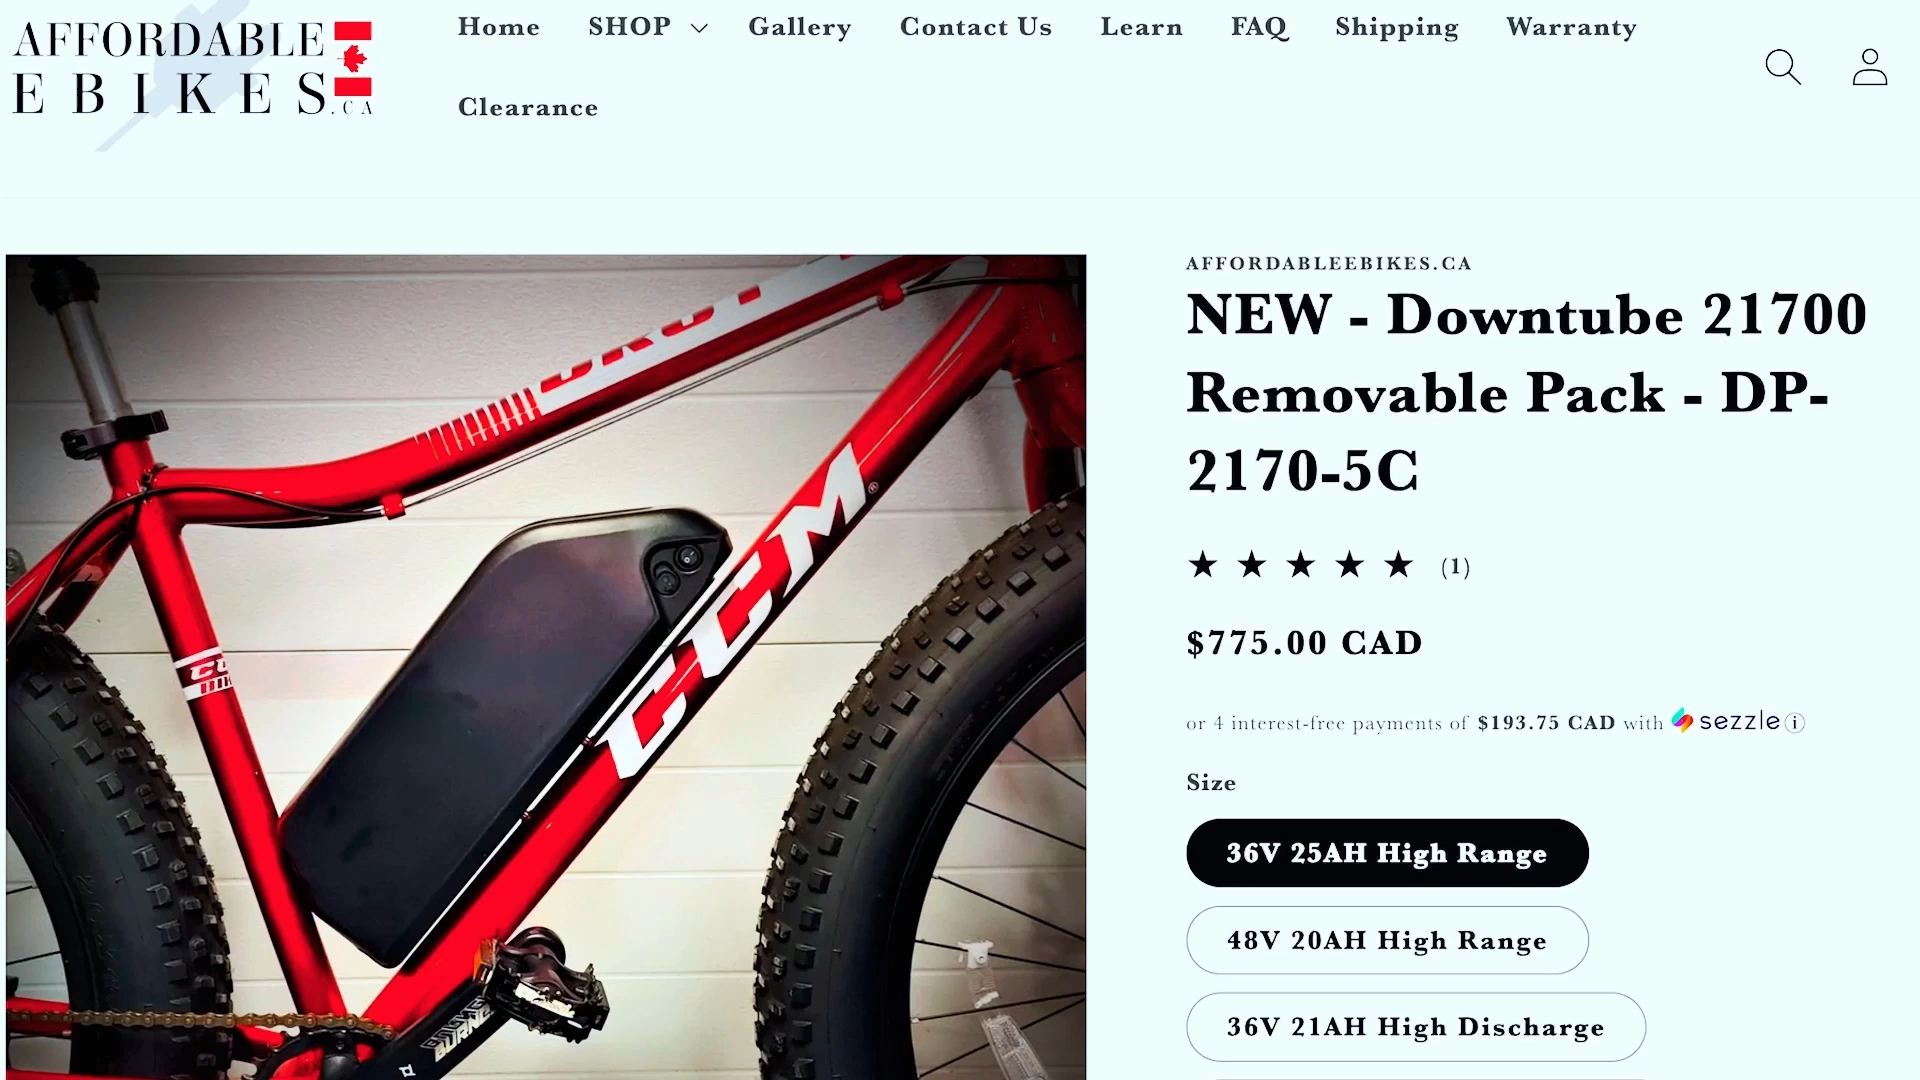 AFFORDABLE
EBIKES.CA
Home SHOP Gallery Contact Us Learn FAQ Shipping Warranty
Clearance
AFFORDABLEEBIKES.CA
NEW - Downtube 21700
Removable Pack - DP-
2170-5C
★ ★ ★ ★ ★ (1)
$775.00 CAD
or 4 interest-free payments of $193.75 CAD with sezzle
Size
36V 25AH High Range
48V 20AH High Range
36V 21AH High Discharge
CCM